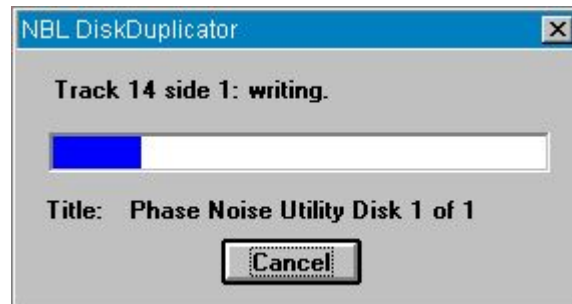 NBL DiskDuplicator
Track 14 side 1: writing.
Title: Phase Noise Utility Disk 1 of 1
Cancel